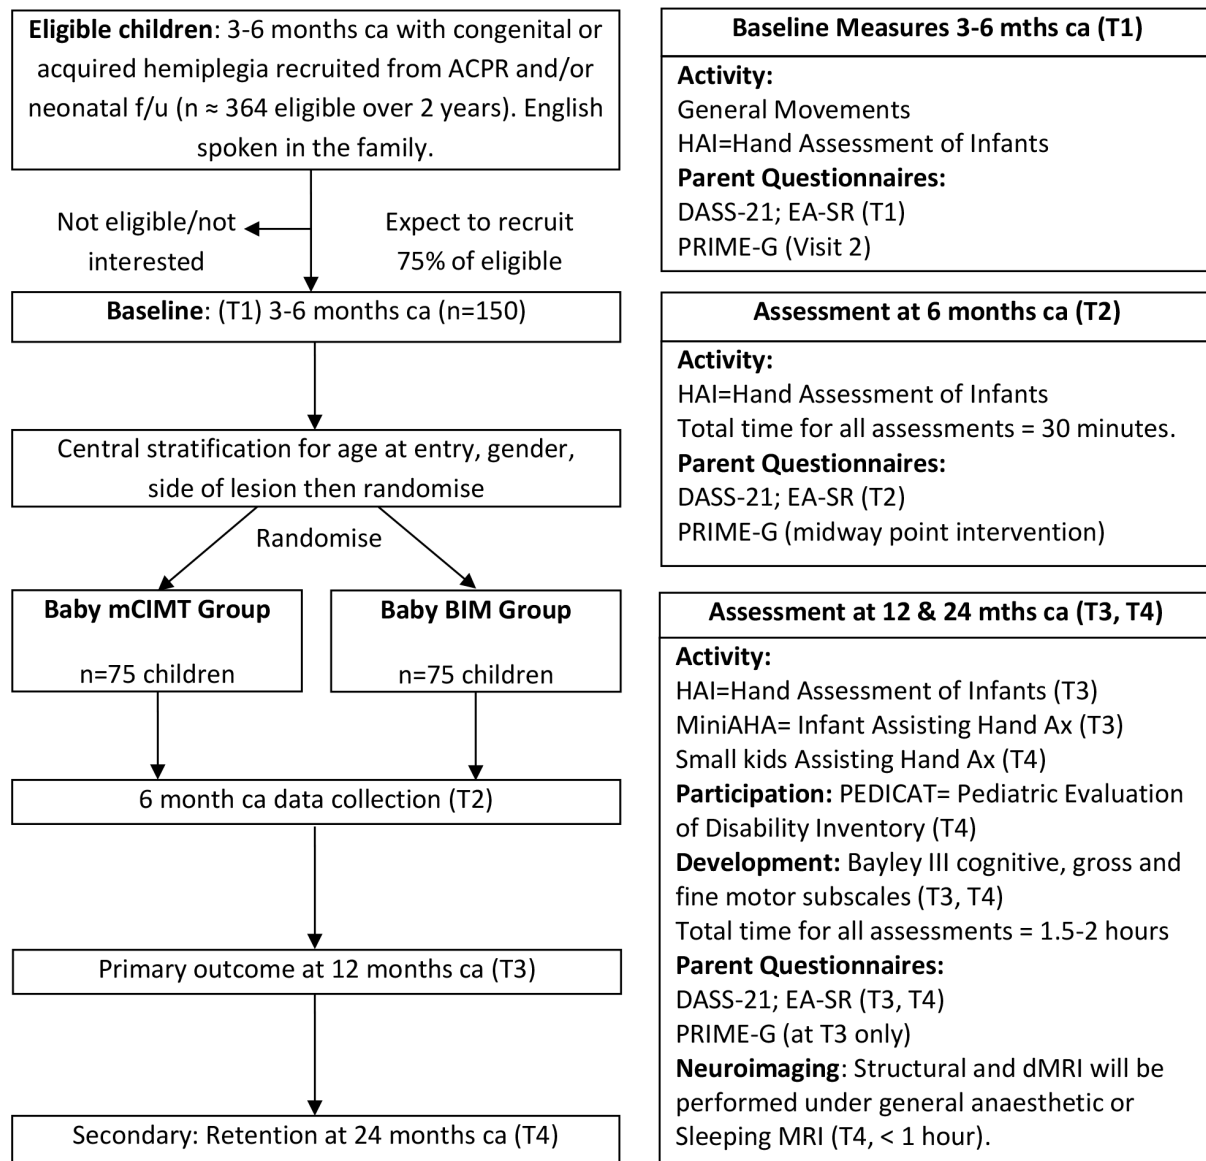 Eligible children: 3-6 months ca with congenital or
acquired hemiplegia recruited from ACPR and/or
neonatal f/u (n ≈ 364 eligible over 2 years). English
spoken in the family.
Not eligible/not
interested
Expect to recruit
75% of eligible
Baseline: (T1) 3-6 months ca (n=150)
Central stratification for age at entry, gender,
side of lesion then randomise
Randomise
Baby mCIMT Group
n=75 children
Baby BIM Group
n=75 children
6 month ca data collection (T2)
Primary outcome at 12 months ca (T3)
Secondary: Retention at 24 months ca (T4)
Baseline Measures 3-6 mths ca (T1)
Activity:
General Movements
HAI=Hand Assessment of Infants
Parent Questionnaires:
DASS-21; EA-SR (T1)
PRIME-G (Visit 2)
Assessment at 6 months ca (T2)
Activity:
HAI=Hand Assessment of Infants
Total time for all assessments = 30 minutes.
Parent Questionnaires:
DASS-21; EA-SR (T2)
PRIME-G (midway point intervention)
Assessment at 12 & 24 mths ca (T3, T4)
Activity:
HAI=Hand Assessment of Infants (T3)
MiniAHA= Infant Assisting Hand Ax (T3)
Small kids Assisting Hand Ax (T4)
Participation: PEDICAT= Pediatric Evaluation
of Disability Inventory (T4)
Development: Bayley III cognitive, gross and
fine motor subscales (T3, T4)
Total time for all assessments = 1.5-2 hours
Parent Questionnaires:
DASS-21; EA-SR (T3, T4)
PRIME-G (at T3 only)
Neuroimaging: Structural and dMRI will be
performed under general anaesthetic or
Sleeping MRI (T4, < 1 hour).